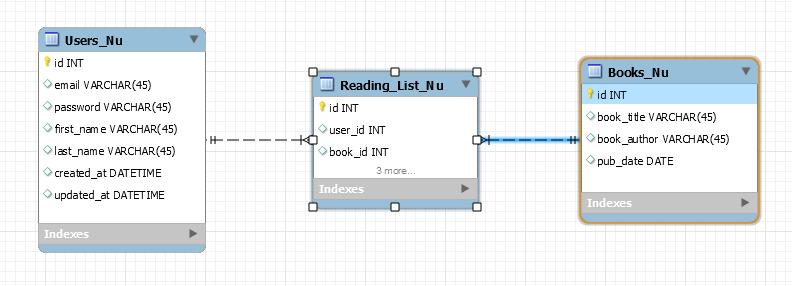 Users_Nu
id INT
email VARCHAR(45)
password VARCHAR(45)
first_name VARCHAR(45)
last_name VARCHAR(45)
created_at DATETIME
updated_at DATETIME
Indexes
Reading_List_Nu
id INT
user_id INT
book_id INT
3 more...
Indexes
Books_Nu
id INT
book_title VARCHAR(45)
book_author VARCHAR(45)
pub_date DATE
Indexes